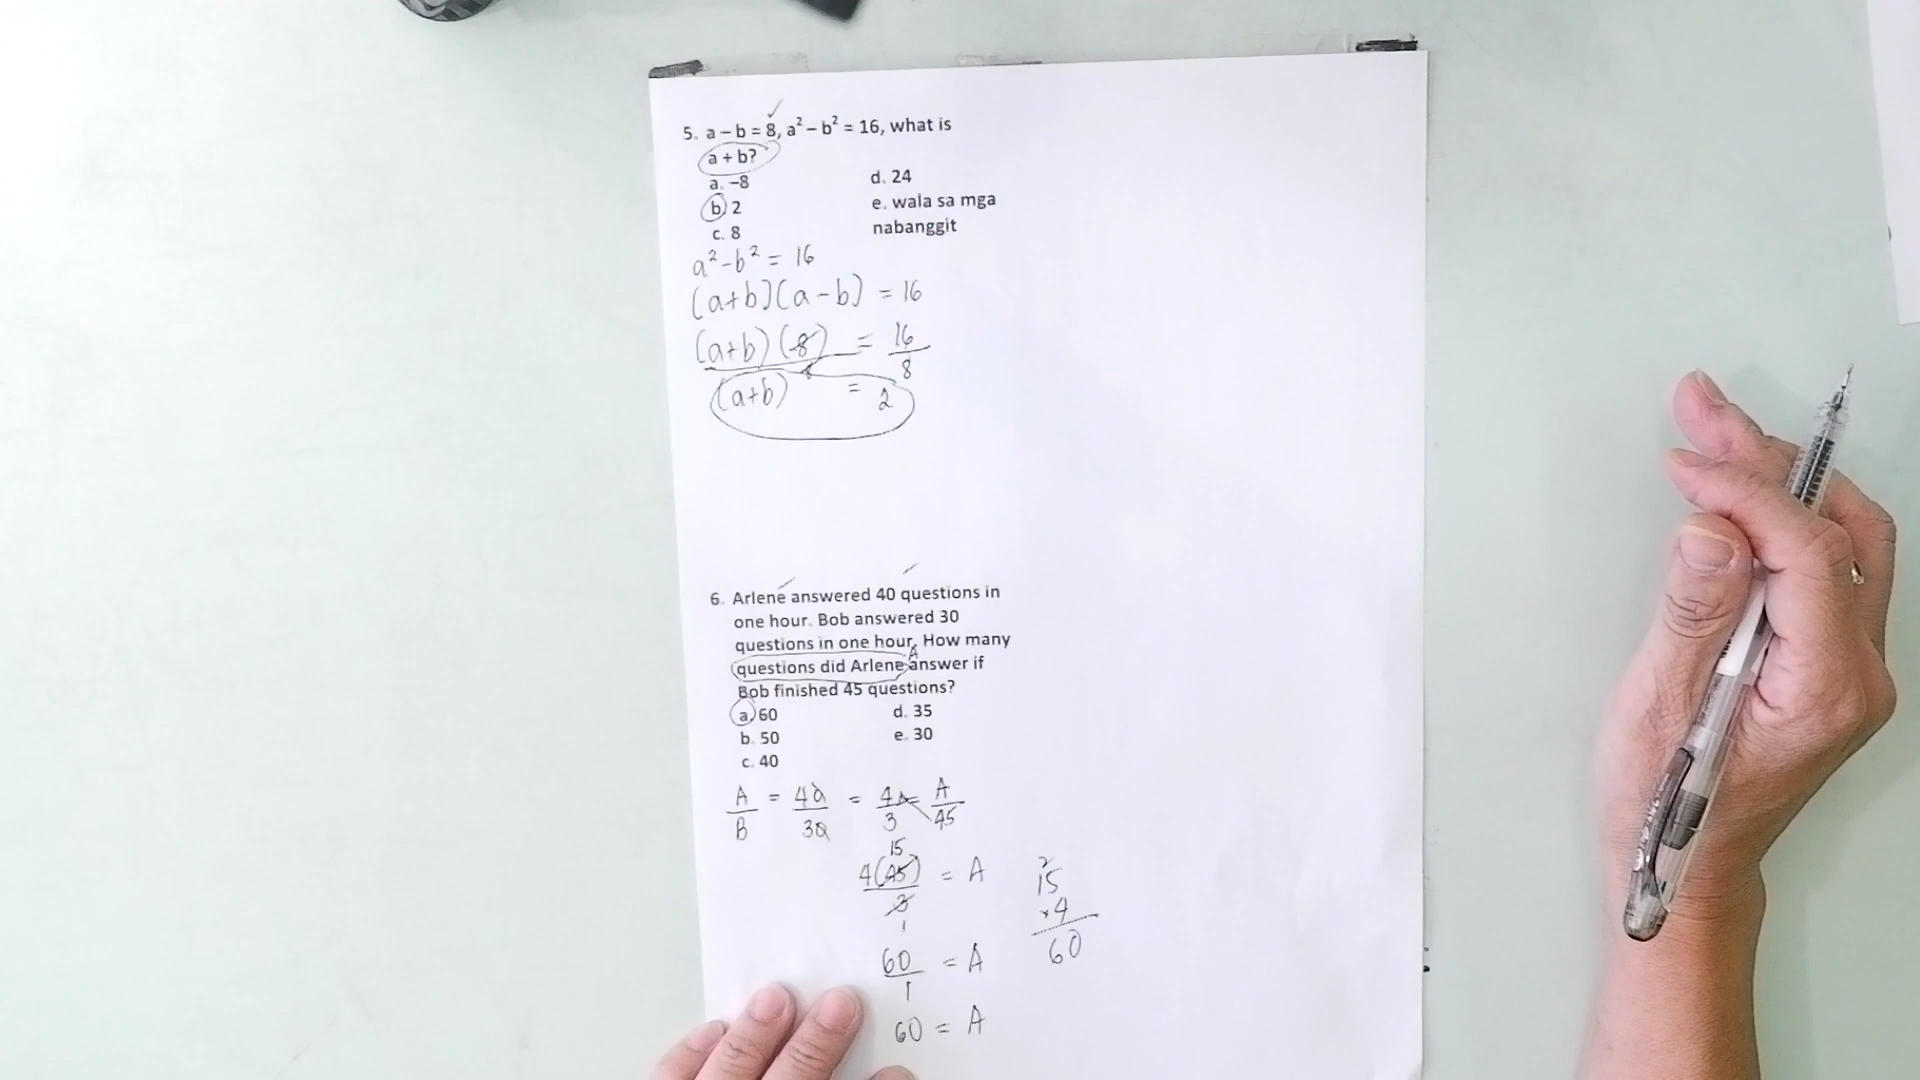 5. a – b = 8, a² – b² = 16, what is
a + b?
a. –8
b. 2
c. 8
d. 24
e. wala sa mga
nabanggit
a² - b² = 16
(a+b)(a-b) = 16
(a+b)(8) / 8 = 16/8
(a+b) = 2
6. Arlene answered 40 questions in
one hour. Bob answered 30
questions in one hour. How many
questions did Arlene answer if
A
Bob finished 45 questions?
a. 60
b. 50
c. 40
d. 35
e. 30
A/B = 40/30 = 4/3 = A/45
15
4(45)/3 = A
1
60/1 = A
60 = A
2
15
×4
60